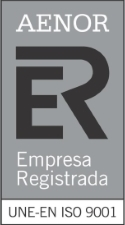 AENOR
ER
Empresa
Registrada
UNE-EN ISO 9001